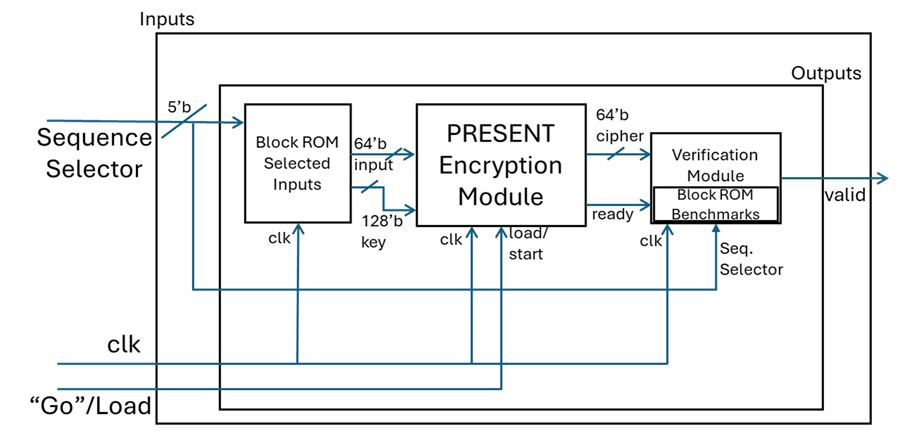 Inputs
Outputs
5’b
Sequence
Selector
Block ROM
Selected
Inputs
64’b
input
128’b
key
PRESENT
Encryption
Module
64’b
cipher
ready
Verification
Module
Block ROM
Benchmarks
valid
clk
clk
load/
start
clk
Seq.
Selector
clk
“Go”/Load